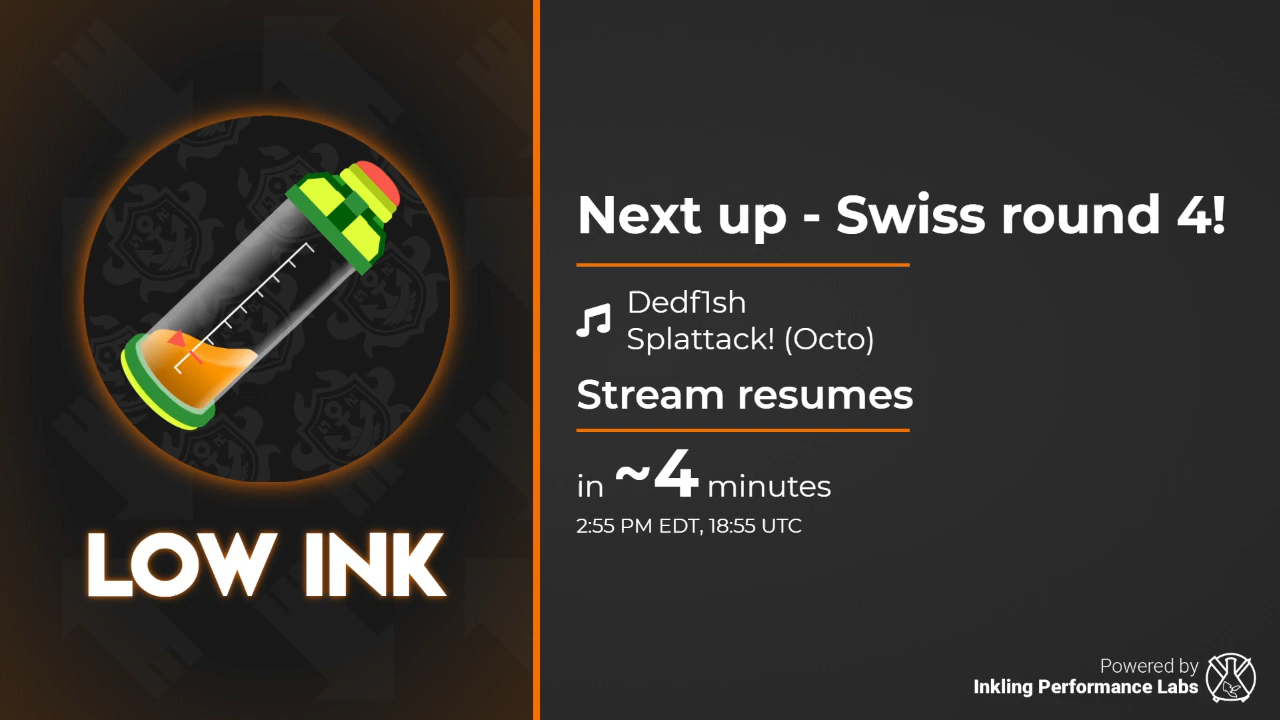 LOW INK
Next up - Swiss round 4!
Dedf1sh
Splattack! (Octo)
Stream resumes
in ~4 minutes
2:55 PM EDT, 18:55 UTC
Powered by
Inkling Performance Labs